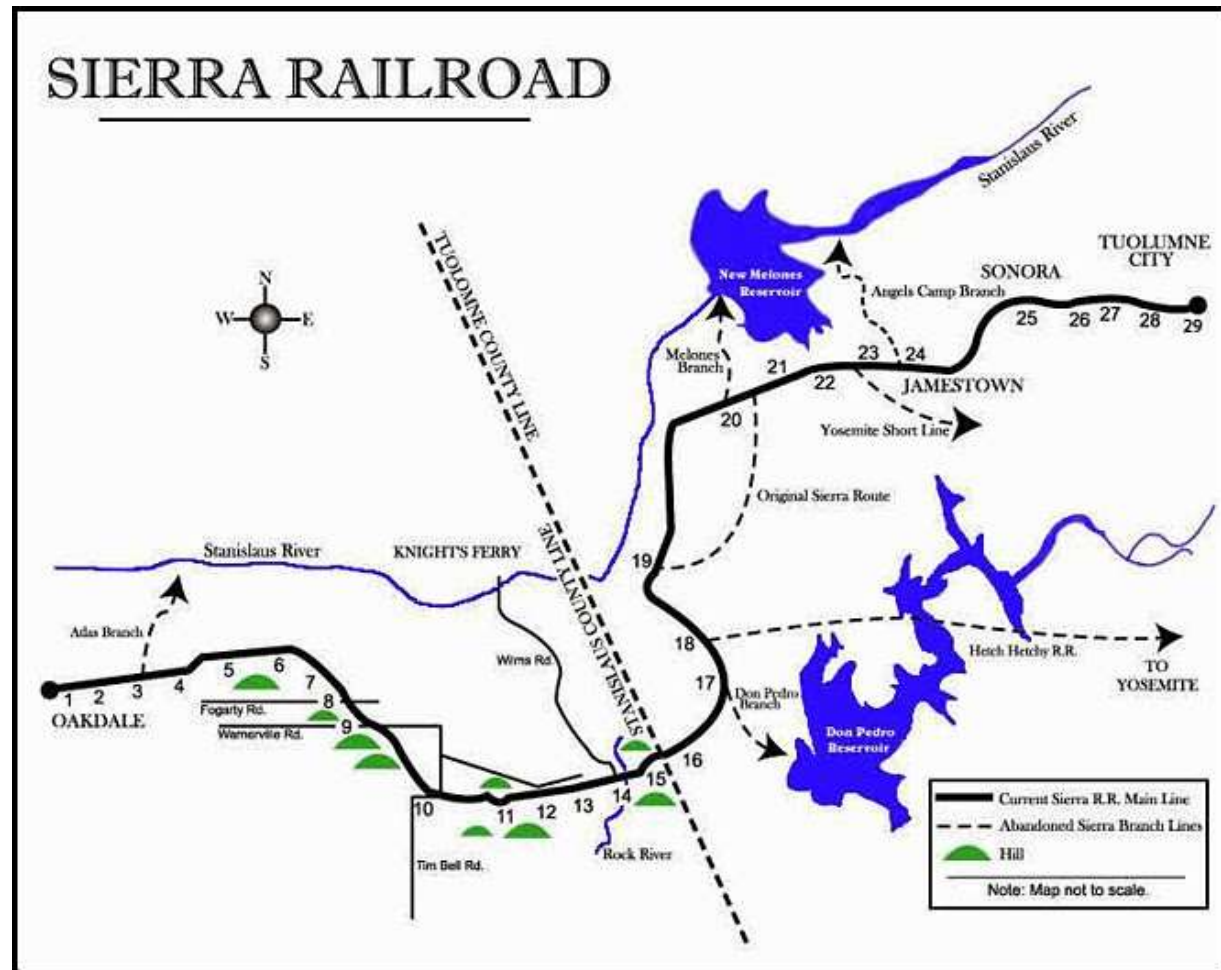 SIERRA RAILROAD
Stanislaus River
TUOLUMNE
CITY
SONORA
TUOLOMNE COUNTY LINE
STANISLAUS COUNTY LINE
New Melones
Reservoir
Angels Camp Branch
N
W
E
S
Melones
Branch
25
26
27
28
29
21
22
23
24
JAMESTOWN
20
Yosemite Short Line
Original Sierra Route
Stanislaus River
KNIGHT'S FERRY
19
Atlas Branch
Wims Rd.
18
Hetch Hetchy R.R.
TO
YOSEMITE
17
Don Pedro
Branch
1
2
3
4
5
6
7
8
9
OAKDALE
Fogarty Rd.
Warnerville Rd.
Don Pedro
Reservoir
16
15
14
13
12
11
10
Rock River
Tim Bell Rd.
Current Sierra R.R. Main Line
Abandoned Sierra Branch Lines
Hill
Note: Map not to scale.